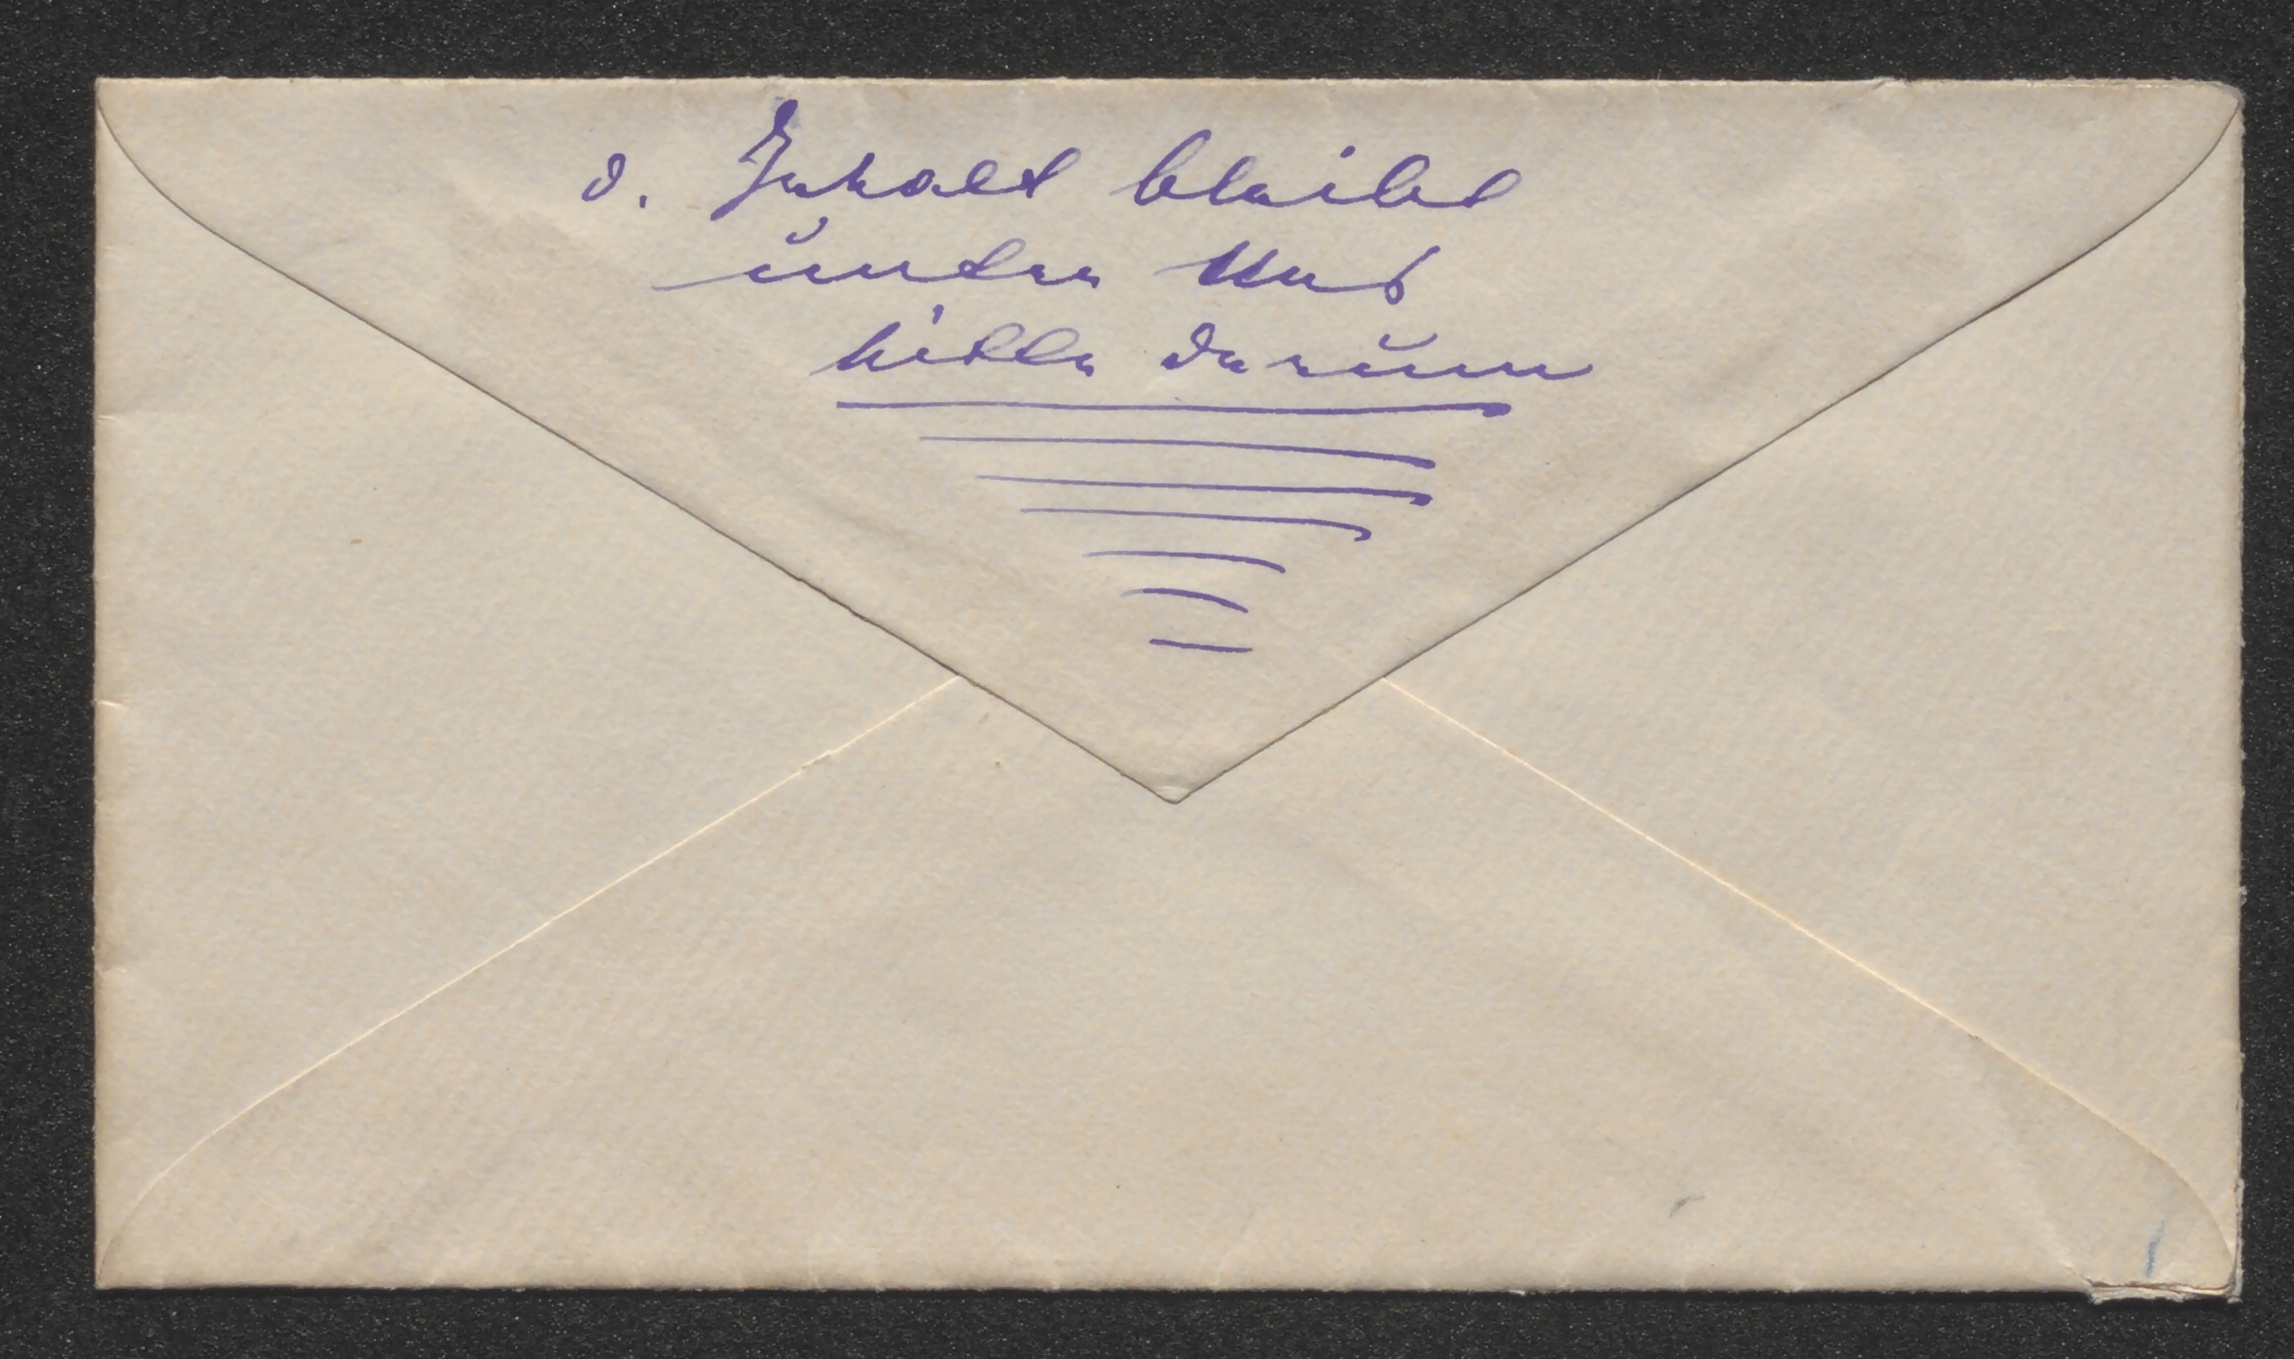 d. Inhalt bleibt
unter Uns
bitte darum